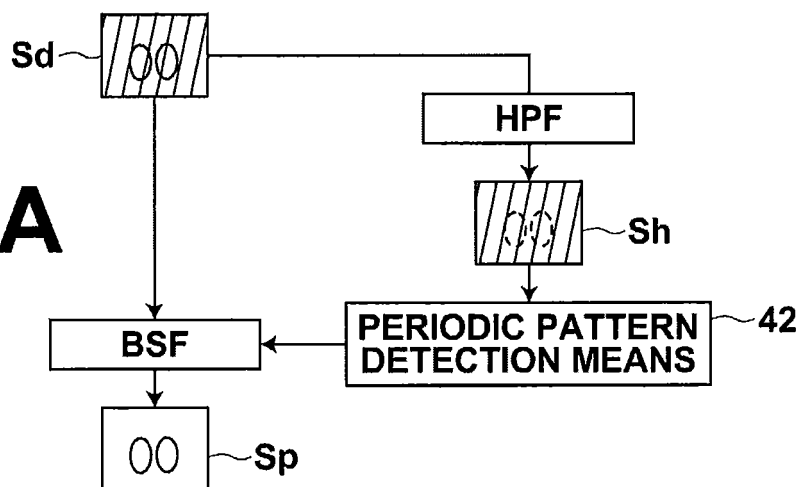 Sd
HPF
A
Sh
PERIODIC PATTERN
DETECTION MEANS
42
BSF
Sp